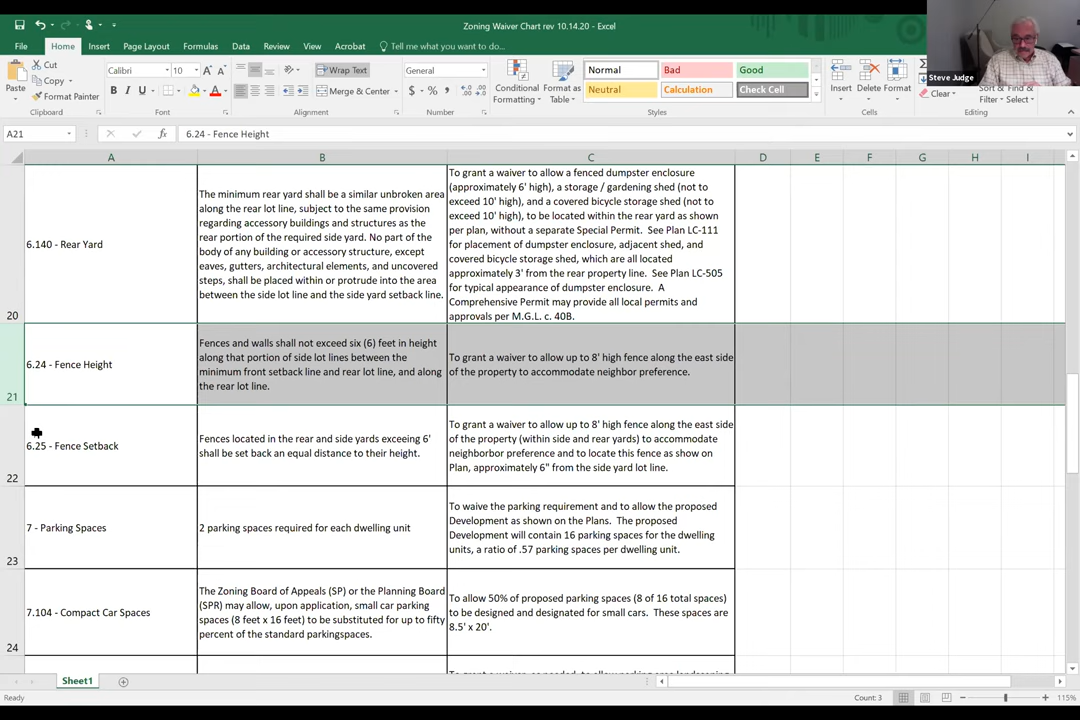 Zoning Waiver Chart rev 10.14.20 - Excel
File Home Insert Page Layout Formulas Data Review View Acrobat Tell me what you want to do...
Steve Judge
Paste
Cut
Copy
Format Painter
Clipboard
Calibri 10
B I U
Font
Wrap Text
Merge & Center
Alignment
General
$ % ,
Number
Conditional Formatting
Format as Table
Normal Bad Good
Neutral Calculation Check Cell
Styles
Insert Delete Format
Clear
Sort & Find &
Filter Select
Editing
A21 fx 6.24 - Fence Height
A B C D E F G H I
20
6.140 - Rear Yard
The minimum rear yard shall be a similar unbroken area
along the rear lot line, subject to the same provision
regarding accessory buildings and structures as the
rear portion of the required side yard. No part of the
body of any building or accessory structure, except
eaves, gutters, architectural elements, and uncovered
steps, shall be placed within or protrude into the area
between the side lot line and the side yard setback line.
To grant a waiver to allow a fenced dumpster enclosure
(approximately 6' high), a storage / gardening shed (not to
exceed 10' high), and a covered bicycle storage shed (not to
exceed 10' high), to be located within the rear yard as shown
per plan, without a separate Special Permit. See Plan LC-111
for placement of dumpster enclosure, adjacent shed, and
covered bicycle storage shed, which are all located
approximately 3' from the rear property line. See Plan LC-505
for typical appearance of dumpster enclosure. A
Comprehensive Permit may provide all local permits and
approvals per M.G.L. c. 40B.
21
6.24 - Fence Height
Fences and walls shall not exceed six (6) feet in height
along that portion of side lot lines between the
minimum front setback line and rear lot line, and along
the rear lot line.
To grant a waiver to allow up to 8' high fence along the east side
of the property to accommodate neighbor preference.
22
6.25 - Fence Setback
Fences located in the rear and side yards exceeing 6'
shall be set back an equal distance to their height.
To grant a waiver to allow up to 8' high fence along the east side
of the property (within side and rear yards) to accommodate
neighborbor preference and to locate this fence as show on
Plan, approximately 6" from the side yard lot line.
23
7 - Parking Spaces
2 parking spaces required for each dwelling unit
To waive the parking requirement and to allow the proposed
Development as shown on the Plans. The proposed
Development will contain 16 parking spaces for the dwelling
units, a ratio of .57 parking spaces per dwelling unit.
24
7.104 - Compact Car Spaces
The Zoning Board of Appeals (SP) or the Planning Board
(SPR) may allow, upon application, small car parking
spaces (8 feet x 16 feet) to be substituted for up to fifty
percent of the standard parkingspaces.
To allow 50% of proposed parking spaces (8 of 16 total spaces)
to be designed and designated for small cars. These spaces are
8.5' x 20'.
Sheet1
Ready
Count: 3
115%